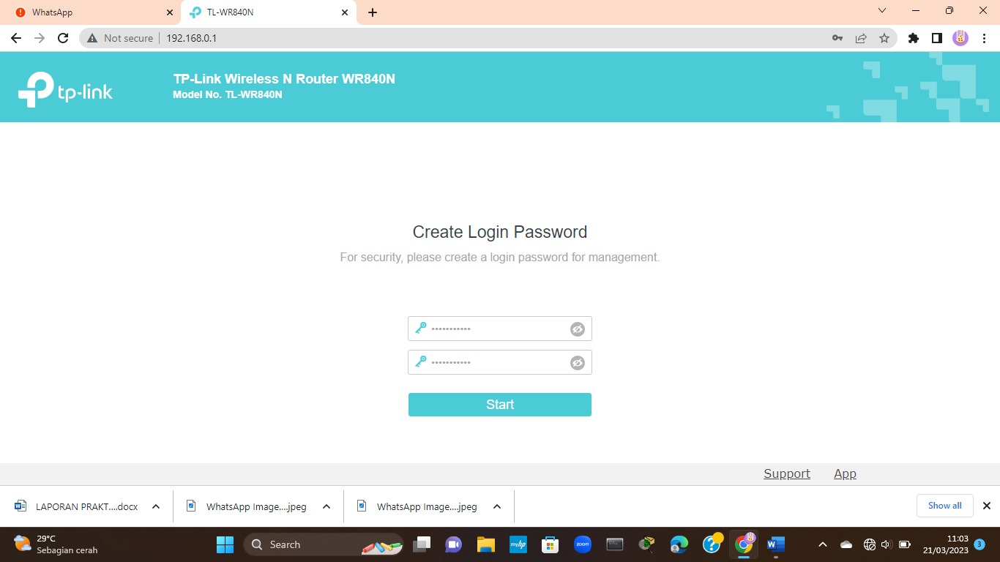 WhatsApp
TL-WR840N
Not secure
192.168.0.1
tp-link
TP-Link Wireless N Router WR840N
Model No. TL-WR840N
Create Login Password
For security, please create a login password for management.
•••••••••••
•••••••••••
Start
Support
App
LAPORAN PRAKT....docx
WhatsApp Image....jpeg
WhatsApp Image....jpeg
Show all
29°C
Sebagian cerah
Search
myhp
zoom
11:03
21/03/2023
3